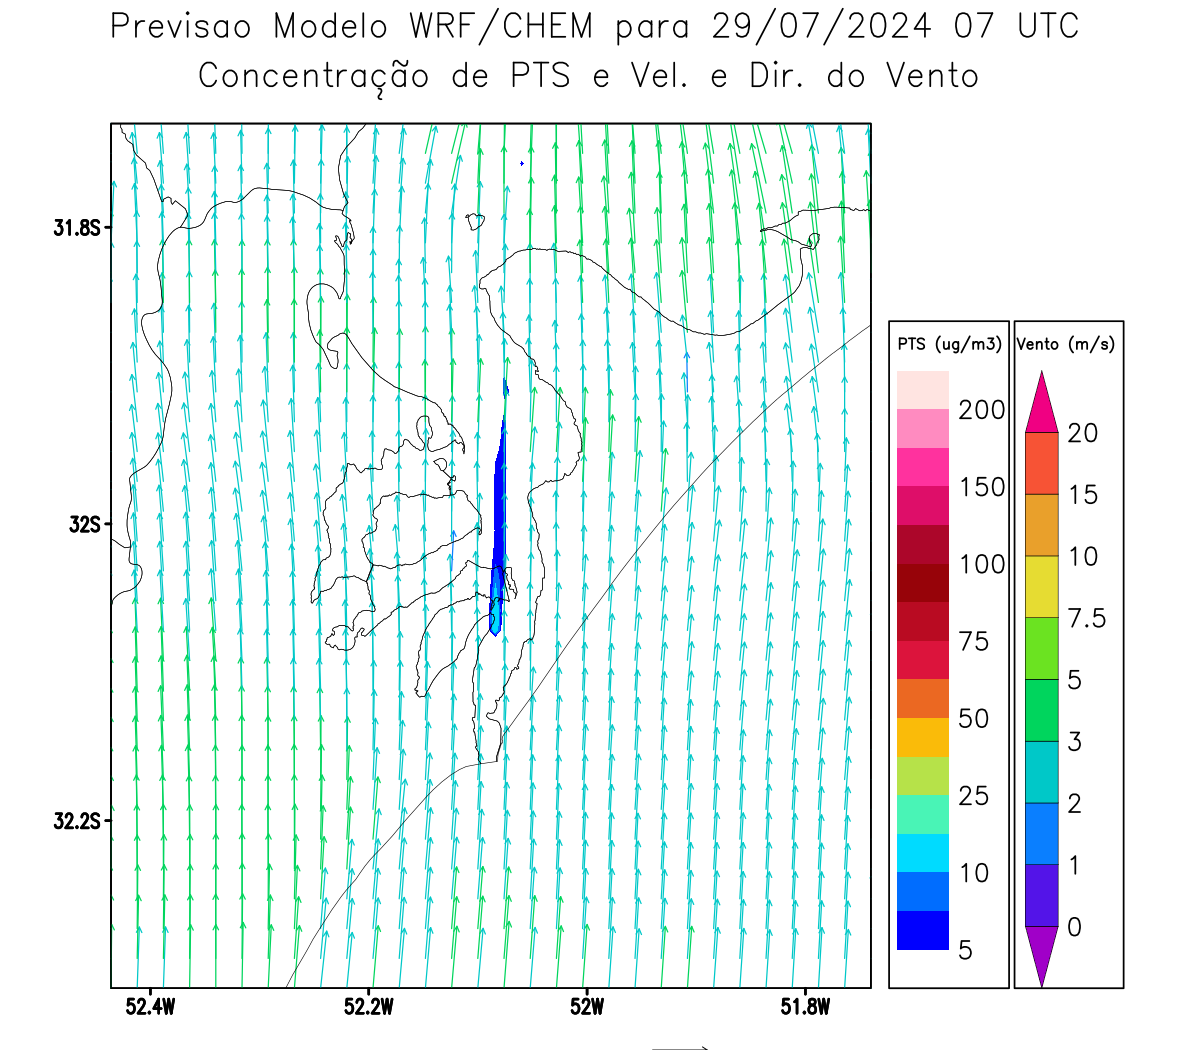 Previsao Modelo WRF/CHEM para 29/07/2024 07 UTC
Concentração de PTS e Vel. e Dir. do Vento
31.8S
32S
32.2S
52.4W
52.2W
52W
51.8W
PTS (ug/m3)
200
150
100
75
50
25
10
5
Vento (m/s)
20
15
10
7.5
5
3
2
1
0